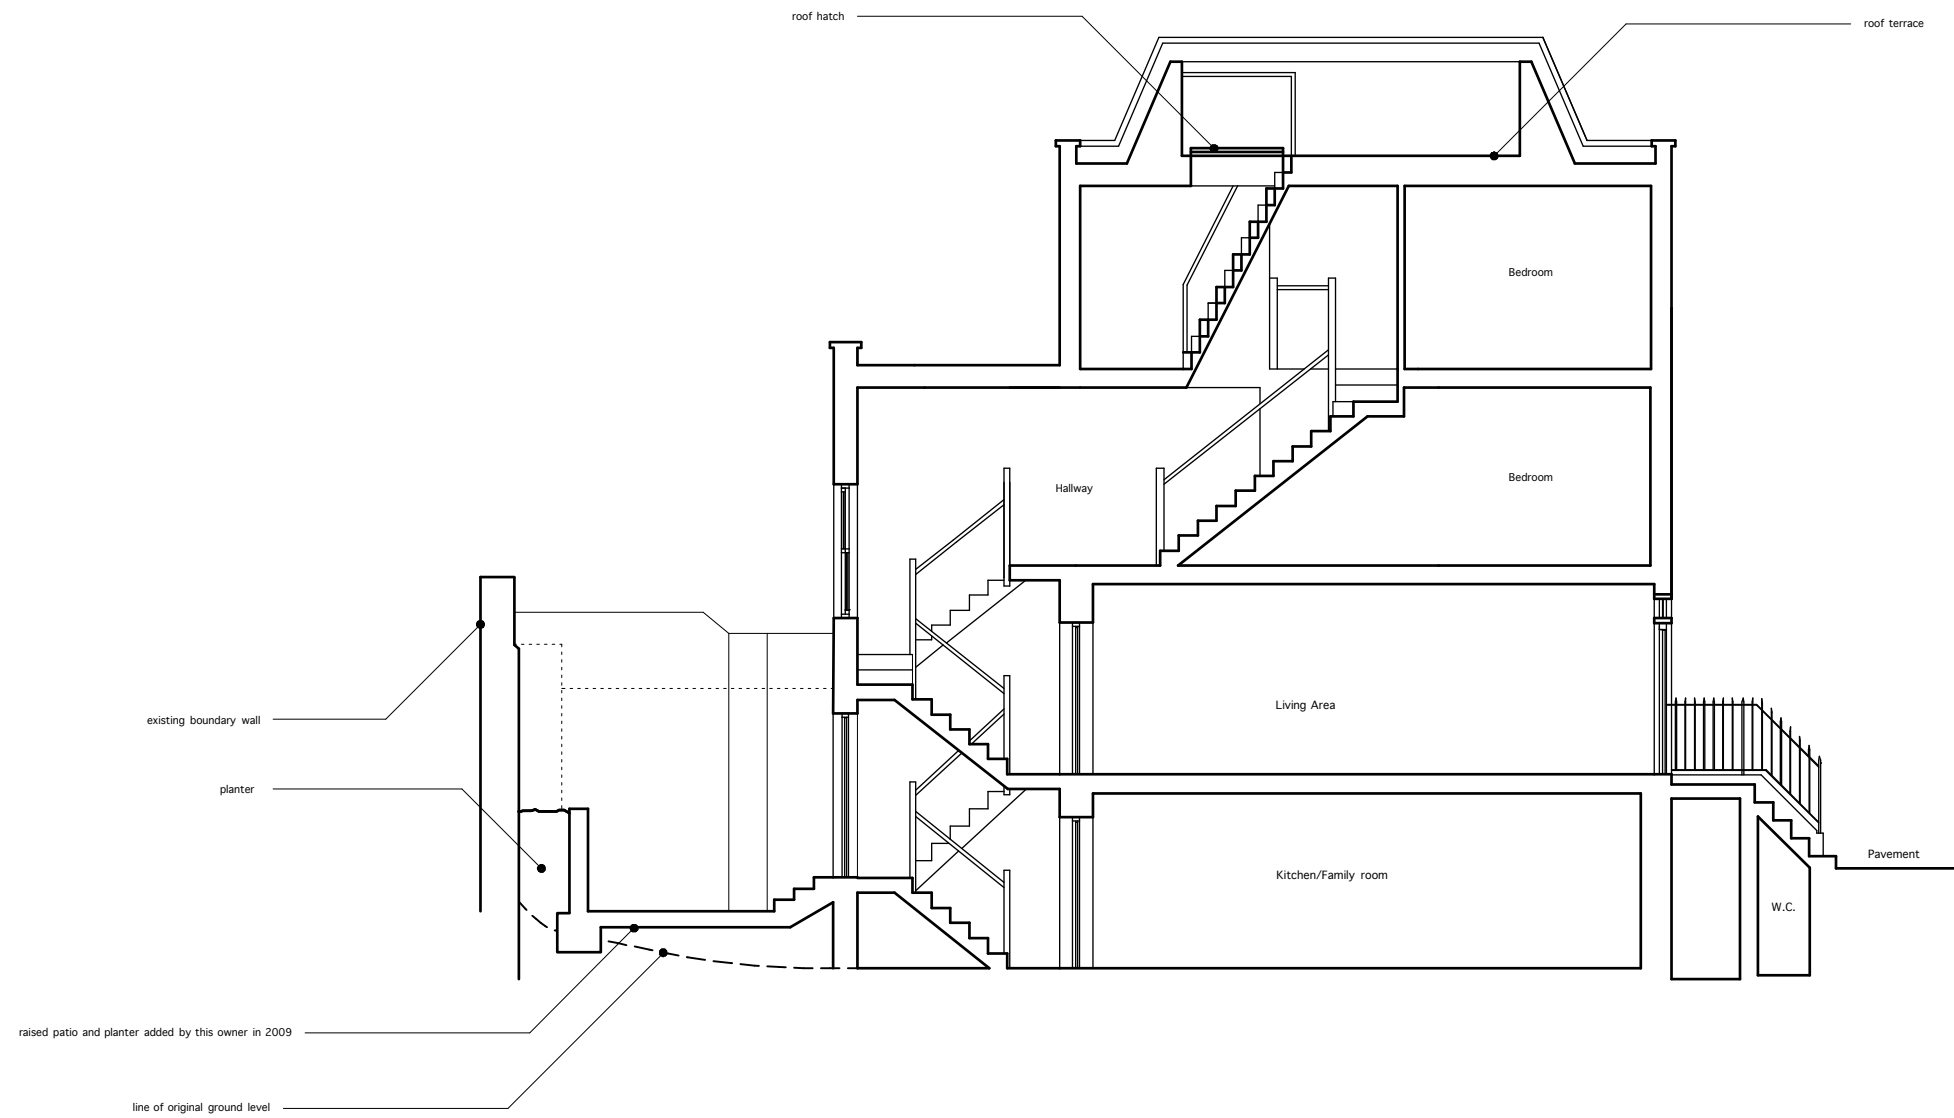 roof hatch
roof terrace
Bedroom
Bedroom
Hallway
Living Area
existing boundary wall
planter
Pavement
Kitchen/Family room
W.C.
raised patio and planter added by this owner in 2009
line of original ground level